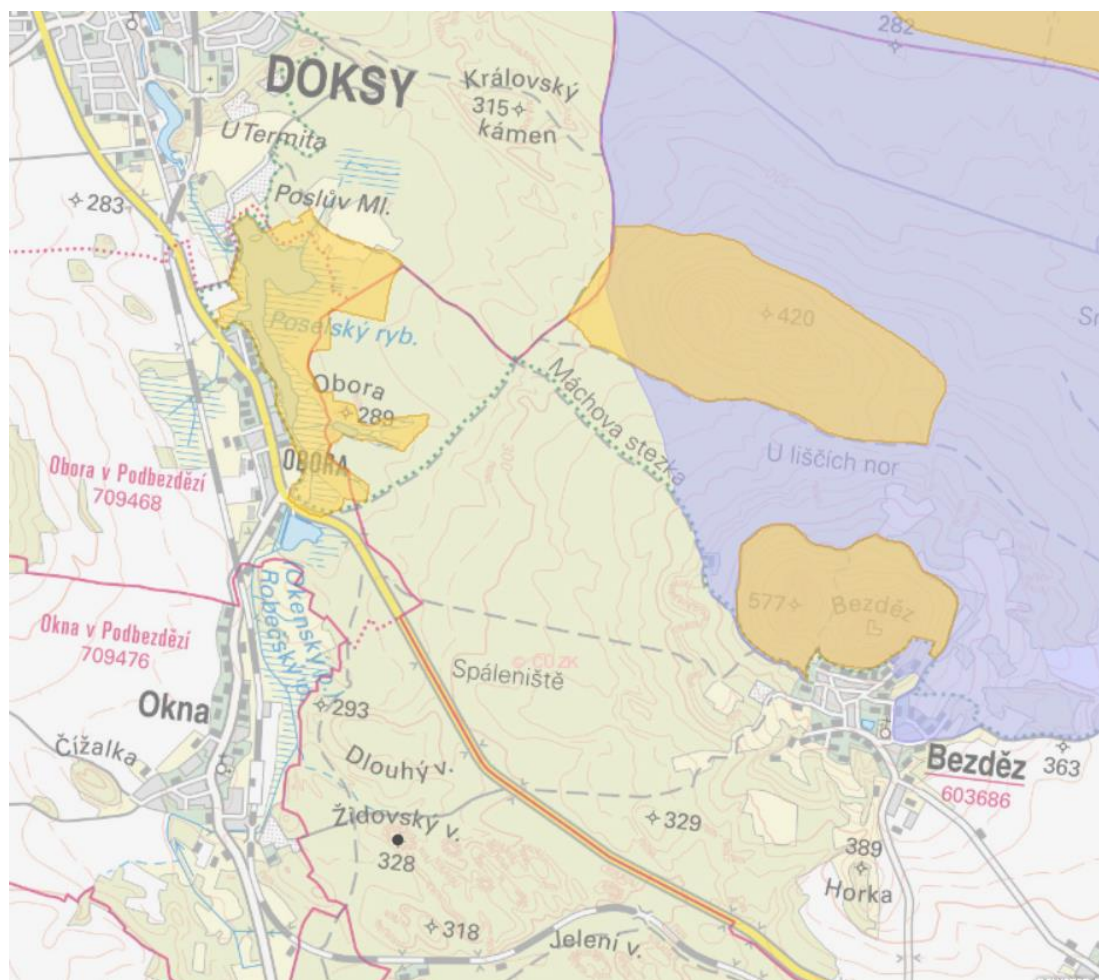 282
DOKSY
Královský
315
kámen
U Termita
Poslův Ml.
283
420
Poselský ryb.
Máchova stezka
Obora
289
300
U liščích nor
OBORA
Obora v Podbezdězí
709468
577
Bezděz
Okna v Podbezdězí
709476
Okenský
Robečský p.
© ČÚZK
Spáleniště
293
Okna
Čížalka
Dlouhý v.
Bezděz
603686
363
Židovský v.
328
329
389
Horka
318
Jelení v.